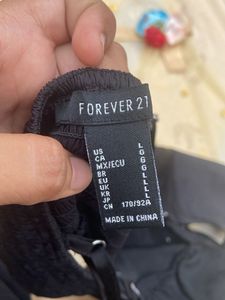 FOREVER 21
US L
CA G
MX/ECU G
BR G
EU L
UK L
KR L
JP L
CN 170/92A
MADE IN CHINA